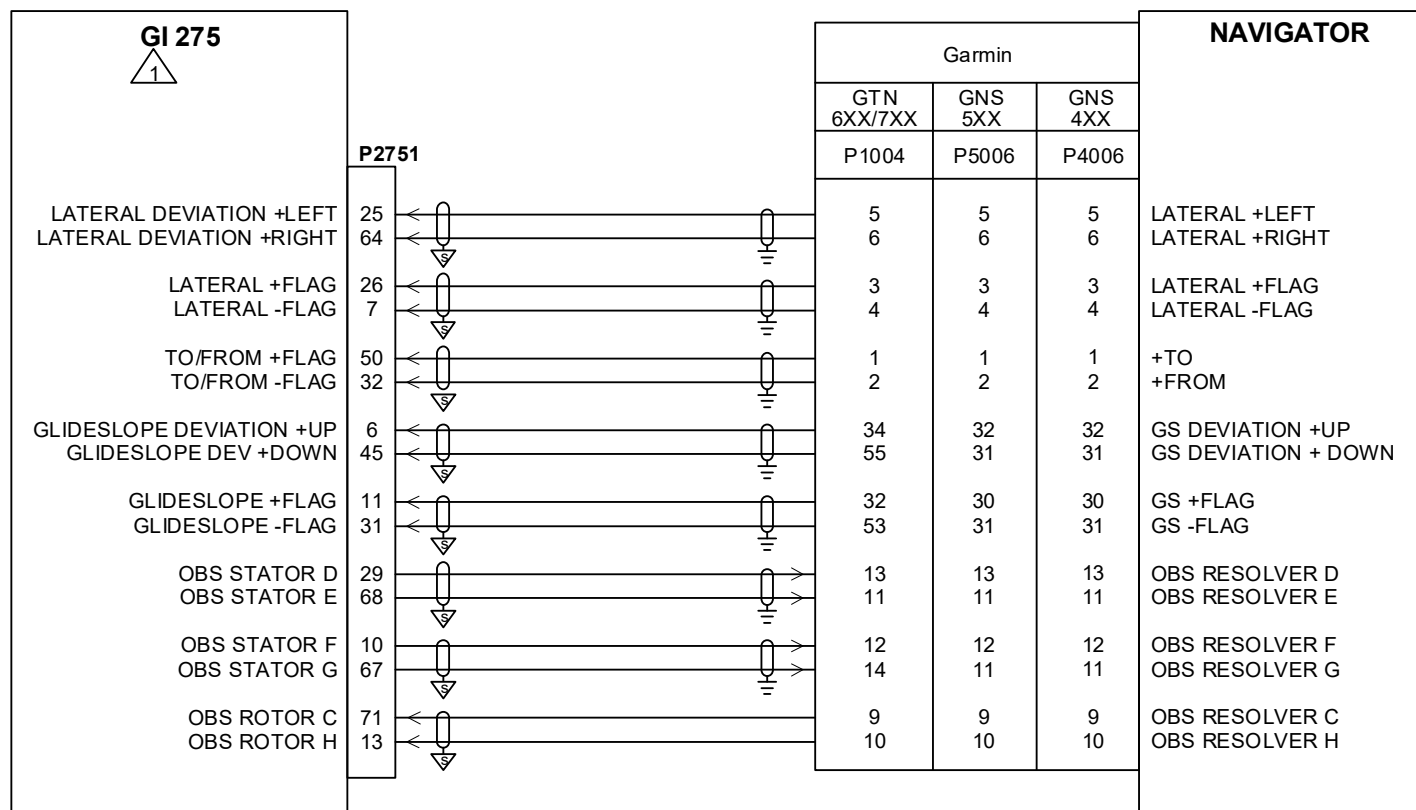 GI 275
1
NAVIGATOR
Garmin
GTN 6XX/7XX GNS 5XX GNS 4XX
P2751 P1004 P5006 P4006
LATERAL DEVIATION +LEFT 25 5 5 5 LATERAL +LEFT
LATERAL DEVIATION +RIGHT 64 6 6 6 LATERAL +RIGHT
S
LATERAL +FLAG 26 3 3 3 LATERAL +FLAG
LATERAL -FLAG 7 4 4 4 LATERAL -FLAG
S
TO/FROM +FLAG 50 1 1 1 +TO
TO/FROM -FLAG 32 2 2 2 +FROM
S
GLIDESLOPE DEVIATION +UP 6 34 32 32 GS DEVIATION +UP
GLIDESLOPE DEV +DOWN 45 55 31 31 GS DEVIATION + DOWN
S
GLIDESLOPE +FLAG 11 32 30 30 GS +FLAG
GLIDESLOPE -FLAG 31 53 31 31 GS -FLAG
S
OBS STATOR D 29 13 13 13 OBS RESOLVER D
OBS STATOR E 68 11 11 11 OBS RESOLVER E
S
OBS STATOR F 10 12 12 12 OBS RESOLVER F
OBS STATOR G 67 14 11 11 OBS RESOLVER G
S
OBS ROTOR C 71 9 9 9 OBS RESOLVER C
OBS ROTOR H 13 10 10 10 OBS RESOLVER H
S